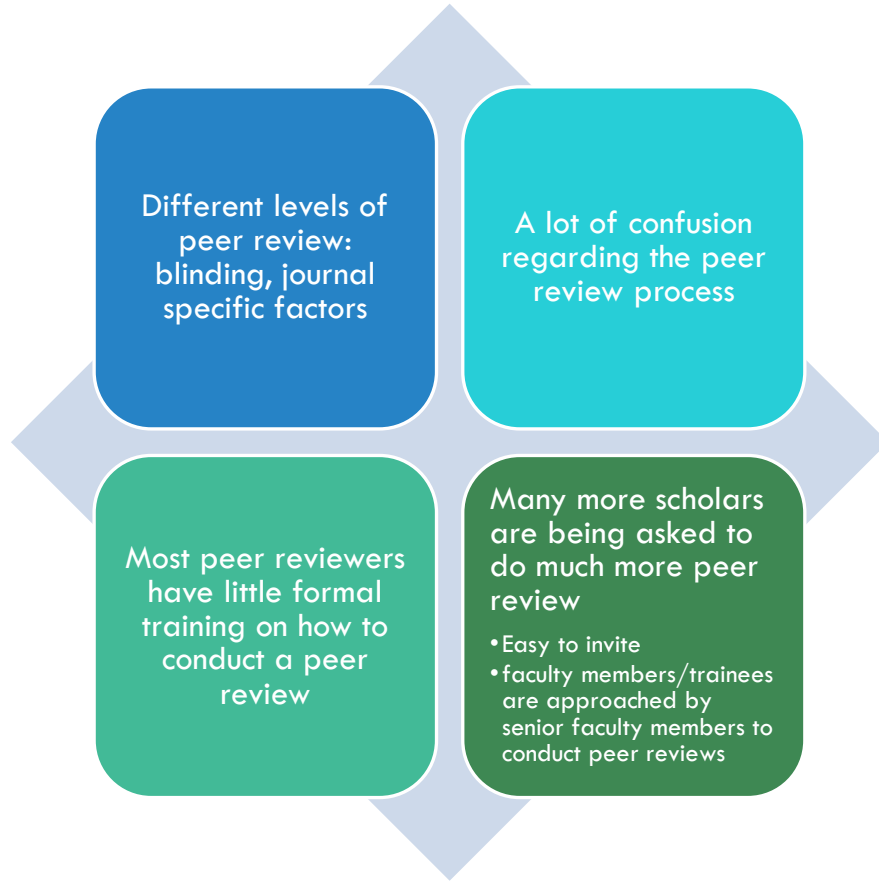 Different levels of
peer review:
blinding, journal
specific factors
A lot of confusion
regarding the peer
review process
Most peer reviewers
have little formal
training on how to
conduct a peer
review
Many more scholars
are being asked to
do much more peer
review
•Easy to invite
•faculty members/trainees
are approached by
senior faculty members to
conduct peer reviews